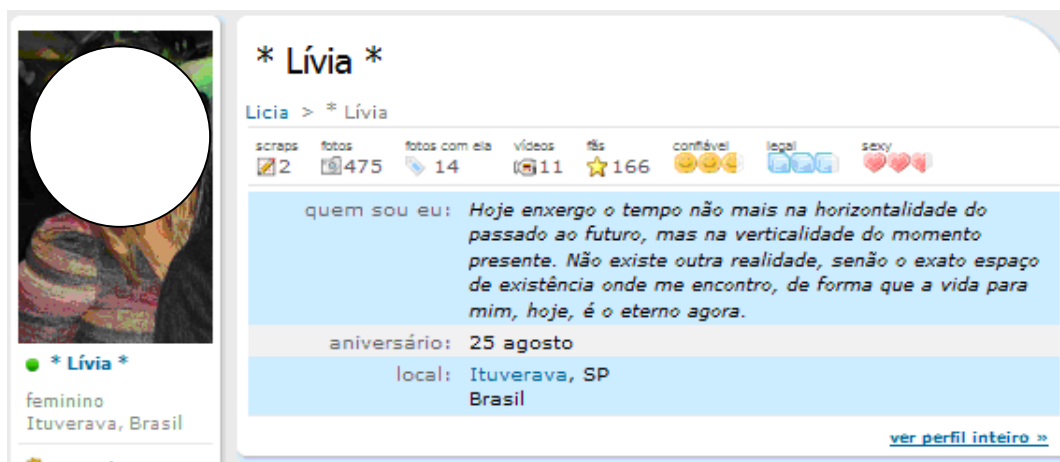 * Lívia *
Licia > * Lívia
scraps fotos fotos com ela vídeos fãs confiável legal sexy
2 475 14 11 166
quem sou eu: Hoje enxergo o tempo não mais na horizontalidade do
passado ao futuro, mas na verticalidade do momento
presente. Não existe outra realidade, senão o exato espaço
de existência onde me encontro, de forma que a vida para
mim, hoje, é o eterno agora.
aniversário: 25 agosto
local: Ituverava, SP
Brasil
ver perfil inteiro »
* Lívia *
feminino
Ituverava, Brasil